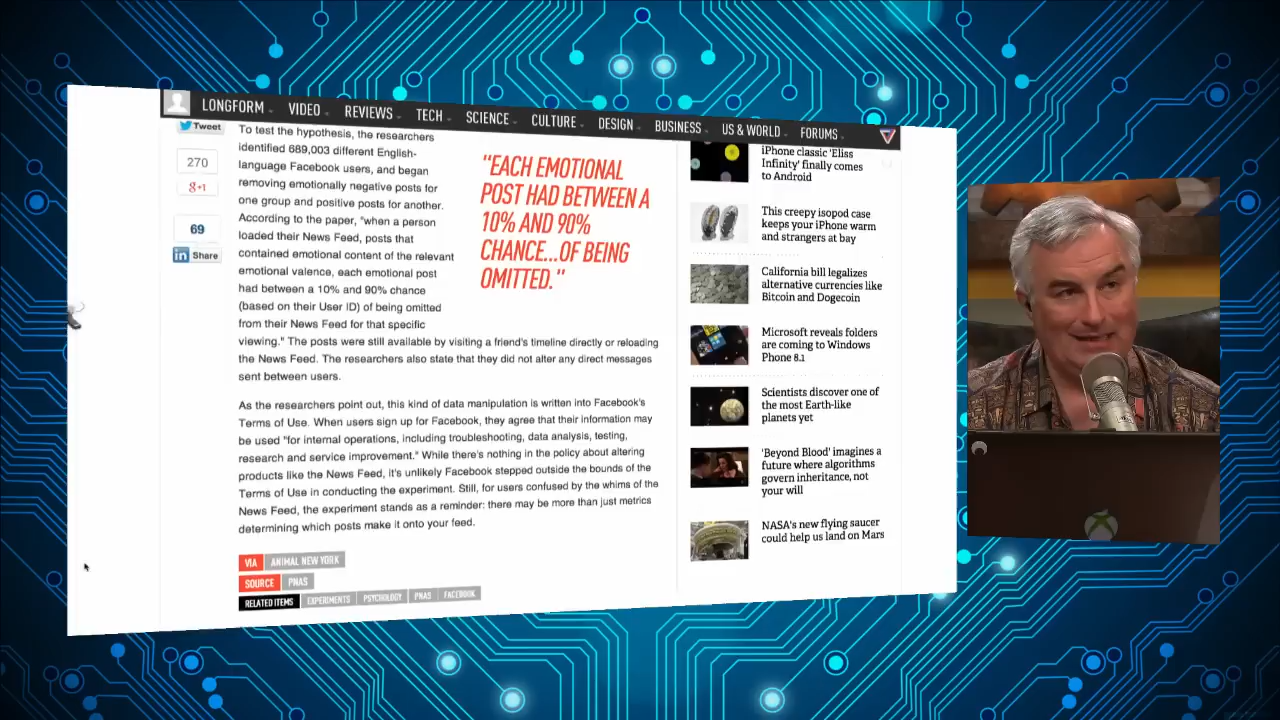 LONGFORM VIDEO REVIEWS TECH SCIENCE CULTURE DESIGN BUSINESS US & WORLD FORUMS
Tweet
270
g+1
69
in Share
To test the hypothesis, the researchers
identified 689,003 different English-
language Facebook users, and began
removing emotionally negative posts for
one group and positive posts for another.
According to the paper, "when a person
loaded their News Feed, posts that
contained emotional content of the relevant
emotional valence, each emotional post
had between a 10% and 90% chance
(based on their User ID) of being omitted
from their News Feed for that specific
viewing." The posts were still available by visiting a friend's timeline directly or reloading
the News Feed. The researchers also state that they did not alter any direct messages
sent between users.
"EACH EMOTIONAL
POST HAD BETWEEN A
10% AND 90%
CHANCE...OF BEING
OMITTED."
As the researchers point out, this kind of data manipulation is written into Facebook's
Terms of Use. When users sign up for Facebook, they agree that their information may
be used "for internal operations, including troubleshooting, data analysis, testing,
research and service improvement." While there's nothing in the policy about altering
products like the News Feed, it's unlikely Facebook stepped outside the bounds of the
Terms of Use in conducting the experiment. Still, for users confused by the whims of the
News Feed, the experiment stands as a reminder: there may be more than just metrics
determining which posts make it onto your feed.
VIA ANIMAL NEW YORK
SOURCE PNAS
RELATED ITEMS EXPERIMENTS PSYCHOLOGY PNAS FACEBOOK
iPhone classic 'Eliss
Infinity' finally comes
to Android
This creepy isopod case
keeps your iPhone warm
and strangers at bay
California bill legalizes
alternative currencies like
Bitcoin and Dogecoin
Microsoft reveals folders
are coming to Windows
Phone 8.1
Scientists discover one of
the most Earth-like
planets yet
'Beyond Blood' imagines a
future where algorithms
govern inheritance, not
your will
NASA's new flying saucer
could help us land on Mars